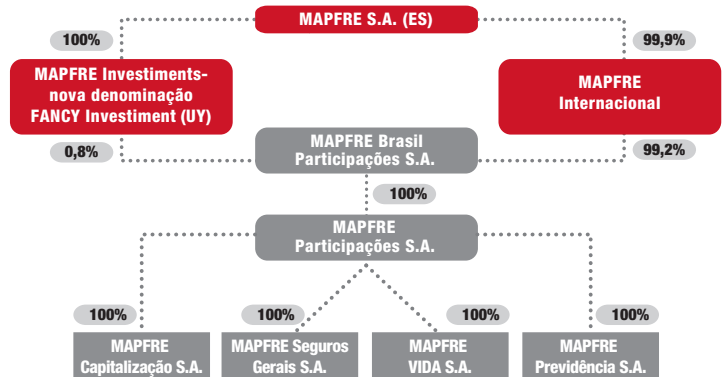 MAPFRE S.A. (ES)
100%
99,9%
MAPFRE Investiments-
nova denominação
FANCY Investiment (UY)
MAPFRE
Internacional
0,8%
MAPFRE Brasil
Participações S.A.
99,2%
100%
MAPFRE
Participações S.A.
100%
100%
100%
100%
MAPFRE
Capitalização S.A.
MAPFRE Seguros
Gerais S.A.
MAPFRE
VIDA S.A.
MAPFRE
Previdência S.A.